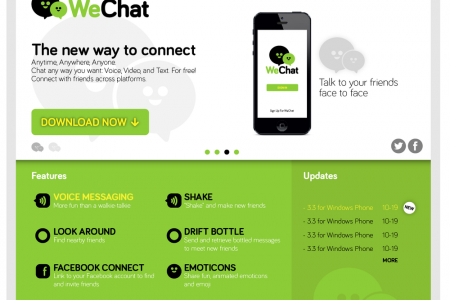 WeChat
The new way to connect
Anytime, Anywhere, Anyone.
Chat any way you want: Voice, Video, and Text. For free!
Connect with friends across platforms.
DOWNLOAD NOW
WeChat
Sign Up for WeChat
Talk to your friends
face to face
Features
VOICE MESSAGING
More fun than a walkie talkie
SHAKE
"Shake" and make new friends
LOOK AROUND
Find nearby friends
DRIFT BOTTLE
Send and retrieve bottled messages
to meet new friends
FACEBOOK CONNECT
Link to your Facebook account to find
and invite friends
EMOTICONS
Share fun, animated emoticons
and emoji
Updates
- 3.3 for Windows Phone 10-19 NEW
- 3.3 for Windows Phone 10-19
- 3.3 for Windows Phone 10-19
- 3.3 for Windows Phone 10-19
MORE